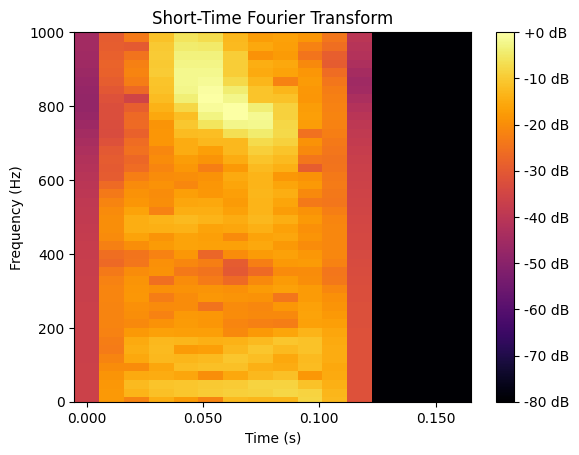 Short-Time Fourier Transform
1000
800
600
400
200
0
Frequency (Hz)
0.000
0.050
0.100
0.150
Time (s)
+0 dB
-10 dB
-20 dB
-30 dB
-40 dB
-50 dB
-60 dB
-70 dB
-80 dB